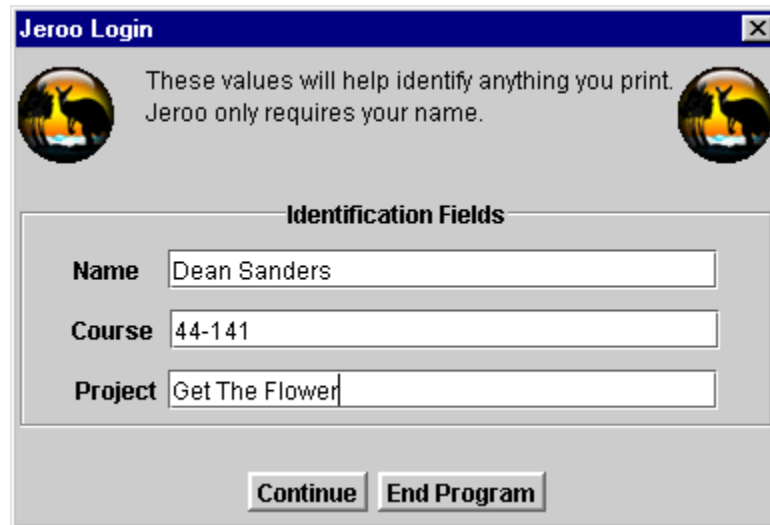 Jeroo Login
These values will help identify anything you print.
Jeroo only requires your name.
Identification Fields
Name Dean Sanders
Course 44-141
Project Get The Flower
Continue End Program